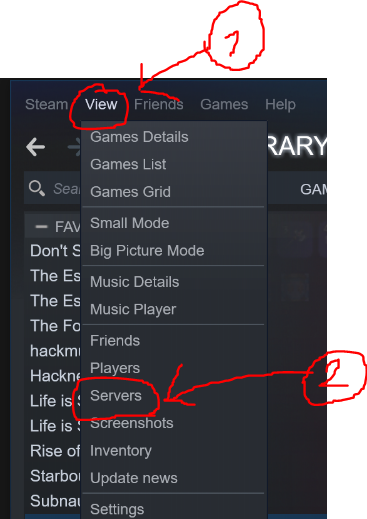 1
Steam View Friends Games Help
Games Details
RARY
Games List
Sea
Games Grid
GAM
FAV
Small Mode
Don't S
Big Picture Mode
The Es
Music Details
The Es
Music Player
The Fo
Friends
hackmu
Players
Hackne
2
Servers
Life is S
Screenshots
Life is S
Inventory
Rise of
Update news
Starbou
Subnau
Settings